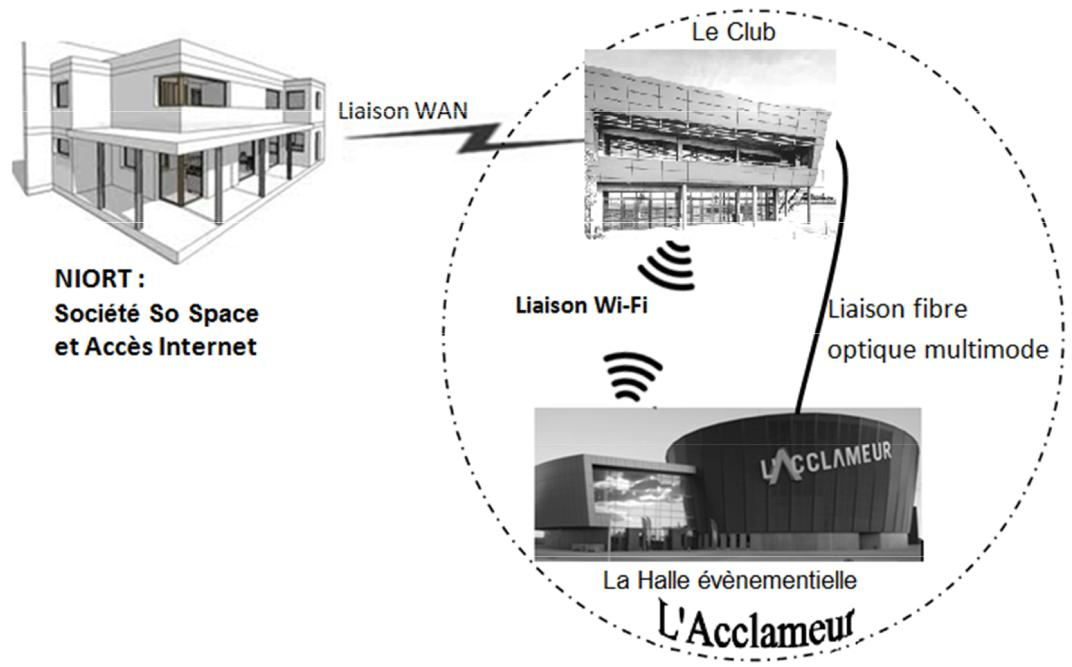 Le Club
Liaison WAN
NIORT :
Société So Space
et Accès Internet
Liaison Wi-Fi
Liaison fibre
optique multimode
L'ACCLAMEUR
La Halle évènementielle
L'Acclameur